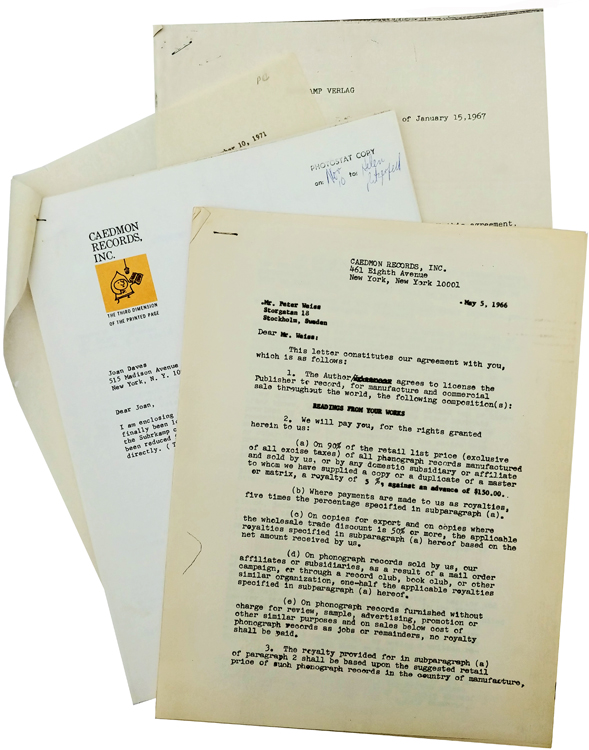 AMP VERLAG
of January 15,1967
agreement.
10, 1971
PHOTOSTAT COPY
on: Nov 10 to: Helen
CAEDMON
RECORDS,
INC.
THE THIRD DIMENSION
OF THE PRINTED PAGE
Joan Daves
515 Madison Avenue
New York, N. Y. 10
Dear Joan,
I am enclosing
finally been
the Suhrkamp
been reduced
directly. (
CAEDMON RECORDS, INC.
461 Eighth Avenue
New York, New York 10001
Mr. Peter Weiss
Storgatan 18
Stockholm, Sweden
May 5, 1966
Dear Mr. Weiss:
This letter constitutes our agreement with you,
which is as follows:
1. The Author agrees to license the
Publisher to record, for manufacture and commercial
sale throughout the world, the following composition(s):
READINGS FROM YOUR WORKS
2. We will pay you, for the rights granted
herein to us:
(a) On 90% of the retail list price (exclusive
of all excise taxes) of all phonograph records manufactured
and sold by us, or by any domestic subsidiary or affiliate
to whom we have supplied a copy or a duplicate of a master
or matrix, a royalty of 5 %, against an advance of $150.00.
(b) Where payments are made to us as royalties,
five times the percentage specified in subparagraph (a).
(c) On copies for export and on copies where
the wholesale trade discount is 50% or more, the applicable
royalties specified in subparagraph (a) hereof based on the
net amount received by us.
(d) On phonograph records sold by us, our
affiliates or subsidiaries, as a result of a mail order
campaign, or through a record club, book club, or other
similar organization, one-half the applicable royalties
specified in subparagraph (a) hereof.
(e) On phonograph records furnished without
charge for review, sample, advertising, promotion or
other similar purposes and on sales below cost of
phonograph records as jobs or remainders, no royalty
shall be paid.
3. The royalty provided for in subparagraph (a)
of paragraph 2 shall be based upon the suggested retail
price of such phonograph records in the country of manufacture,